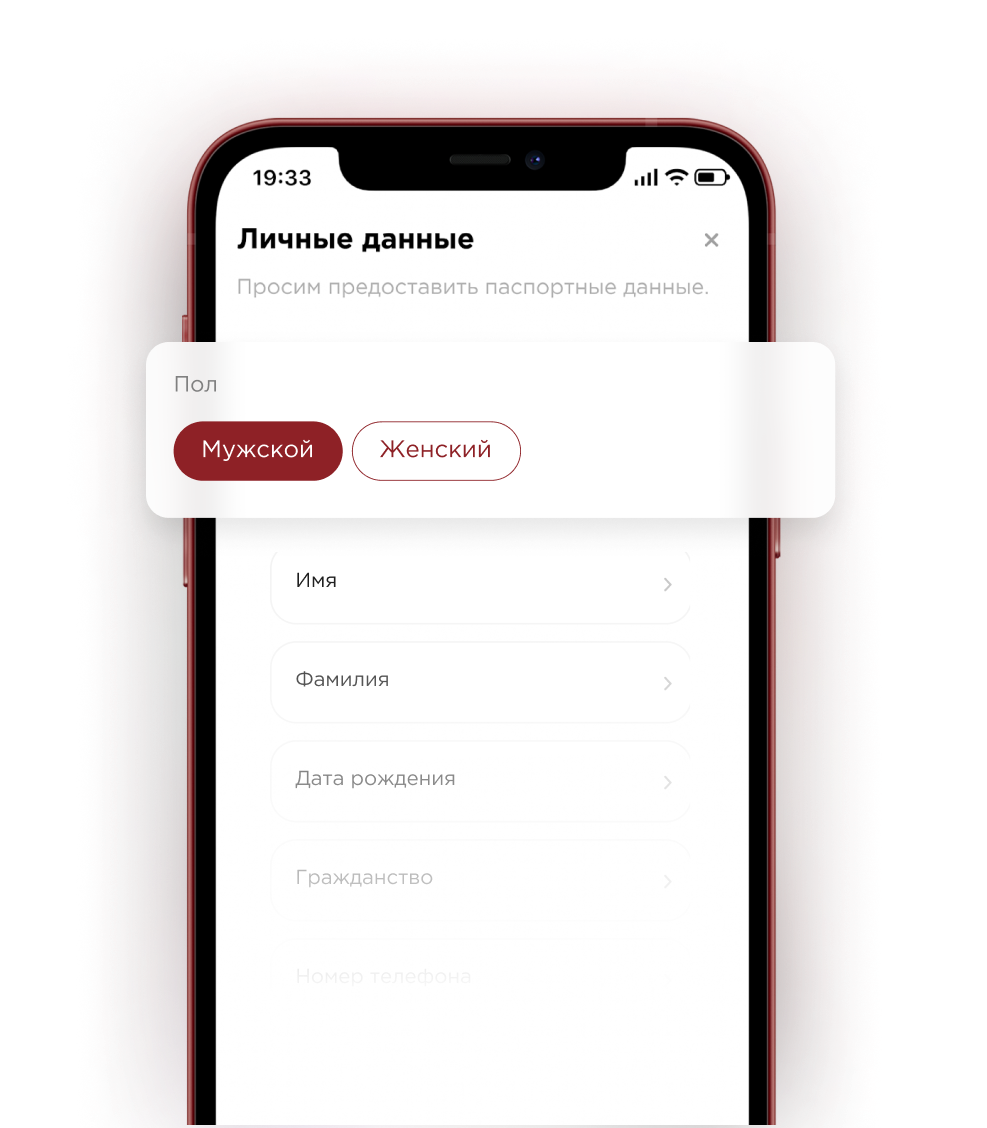 19:33
Личные данные
Просим предоставить паспортные данные.
Пол
Мужской Женский
Имя
Фамилия
Дата рождения
Гражданство
Номер телефона